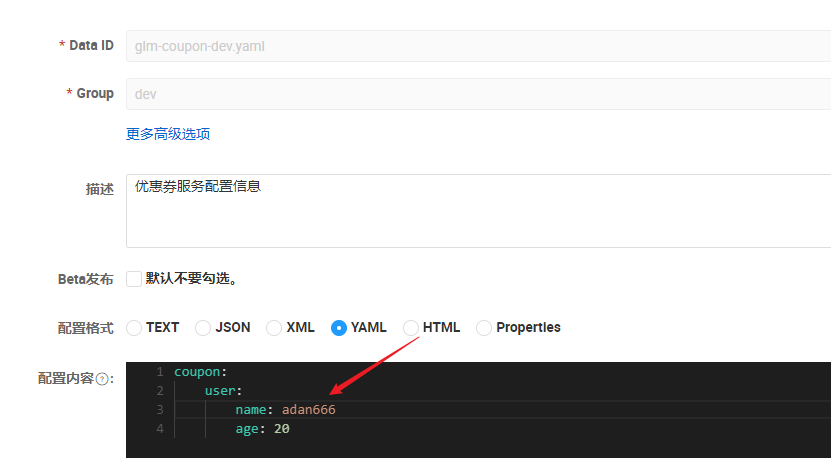 * Data ID glm-coupon-dev.yaml
* Group dev
更多高级选项
描述 优惠券服务配置信息
Beta发布 默认不要勾选。
配置格式 TEXT JSON XML YAML HTML Properties
配置内容?: 1 coupon:
2 user:
3 name: adan666
4 age: 20